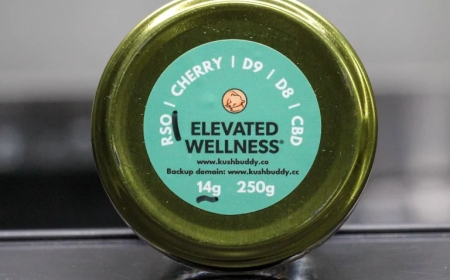 RSO | CHERRY | D9 | D8 | CBD
ELEVATED
WELLNESS®
www.kushbuddy.co
Backup domain: www.kushbuddy.cc
14g 250g